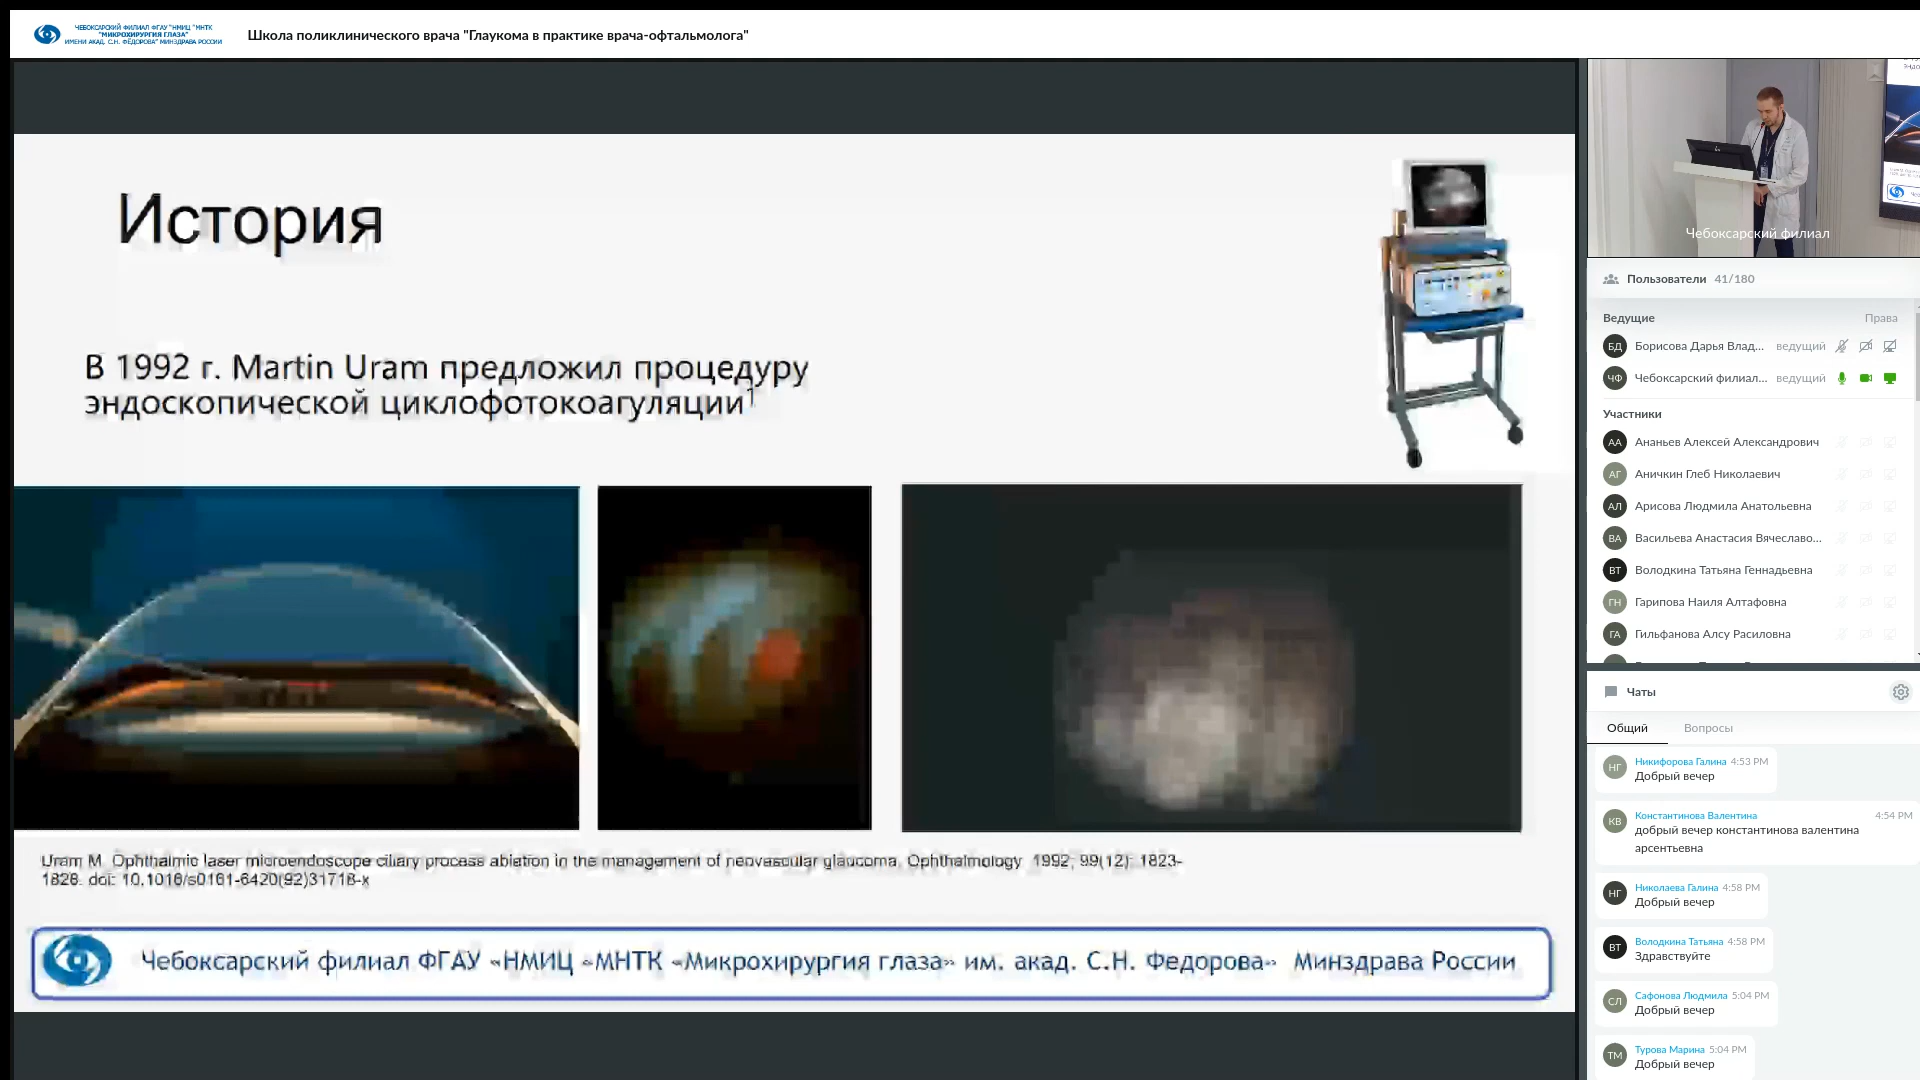 ЧЕБОКСАРСКИЙ ФИЛИАЛ ФГАУ "НМИЦ "МНТК
"МИКРОХИРУРГИЯ ГЛАЗА"
ИМЕНИ АКАД. С.Н. ФЁДОРОВА" МИНЗДРАВА РОССИИ
Школа поликлинического врача "Глаукома в практике врача-офтальмолога"
История
В 1992 г. Martin Uram предложил процедуру
эндоскопической циклофотокоагуляции1
Uram M. Ophthalmic laser microendoscope ciliary process ablation in the management of neovascular glaucoma. Ophthalmology. 1992; 99(12): 1823-
1828. doi: 10.1016/s0161-6420(92)31718-x
Чебоксарский филиал ФГАУ «НМИЦ «МНТК «Микрохирургия глаза» им. акад. С.Н. Федорова» Минздрава России
Чебоксарский филиал
Пользователи 41/180
Ведущие Права
БД Борисова Дарья Влад... ведущий
ЧФ Чебоксарский филиал... ведущий
Участники
АА Ананьев Алексей Александрович
АГ Аничкин Глеб Николаевич
АЛ Арисова Людмила Анатольевна
ВА Васильева Анастасия Вячеславо...
ВТ Володкина Татьяна Геннадьевна
ГН Гарипова Наиля Алтафовна
ГА Гильфанова Алсу Расиловна
Чаты
Общий Вопросы
НГ Никифорова Галина 4:53 PM
Добрый вечер
КВ Константинова Валентина 4:54 PM
добрый вечер константинова валентина
арсентьевна
НГ Николаева Галина 4:58 PM
Добрый вечер
ВТ Володкина Татьяна 4:58 PM
Здравствуйте
СЛ Сафонова Людмила 5:04 PM
Добрый вечер
ТМ Турова Марина 5:04 PM
Добрый вечер